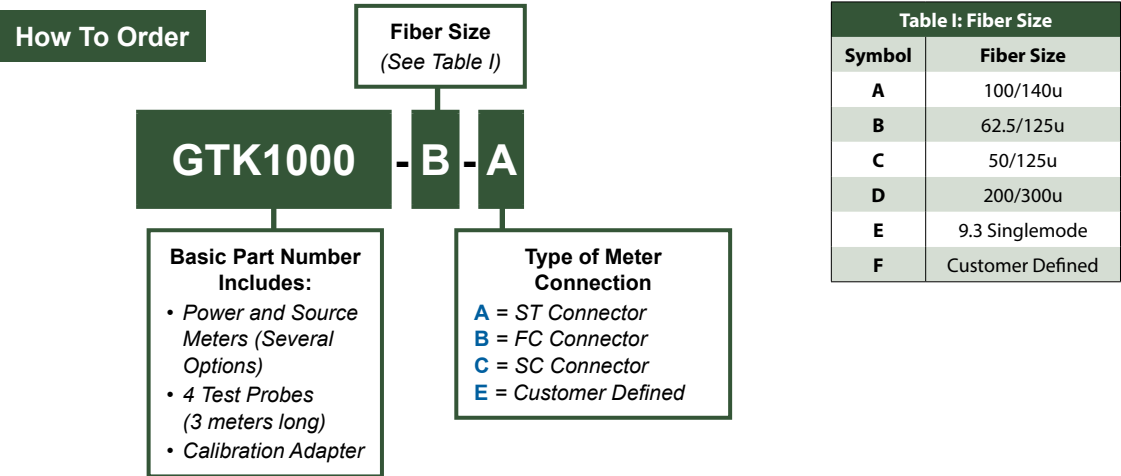 How To Order
Fiber Size
(See Table I)
GTK1000 - B - A
Basic Part Number
Includes:
• Power and Source
Meters (Several
Options)
• 4 Test Probes
(3 meters long)
• Calibration Adapter
Type of Meter
Connection
A = ST Connector
B = FC Connector
C = SC Connector
E = Customer Defined
Table I: Fiber Size
Symbol Fiber Size
A 100/140u
B 62.5/125u
C 50/125u
D 200/300u
E 9.3 Singlemode
F Customer Defined